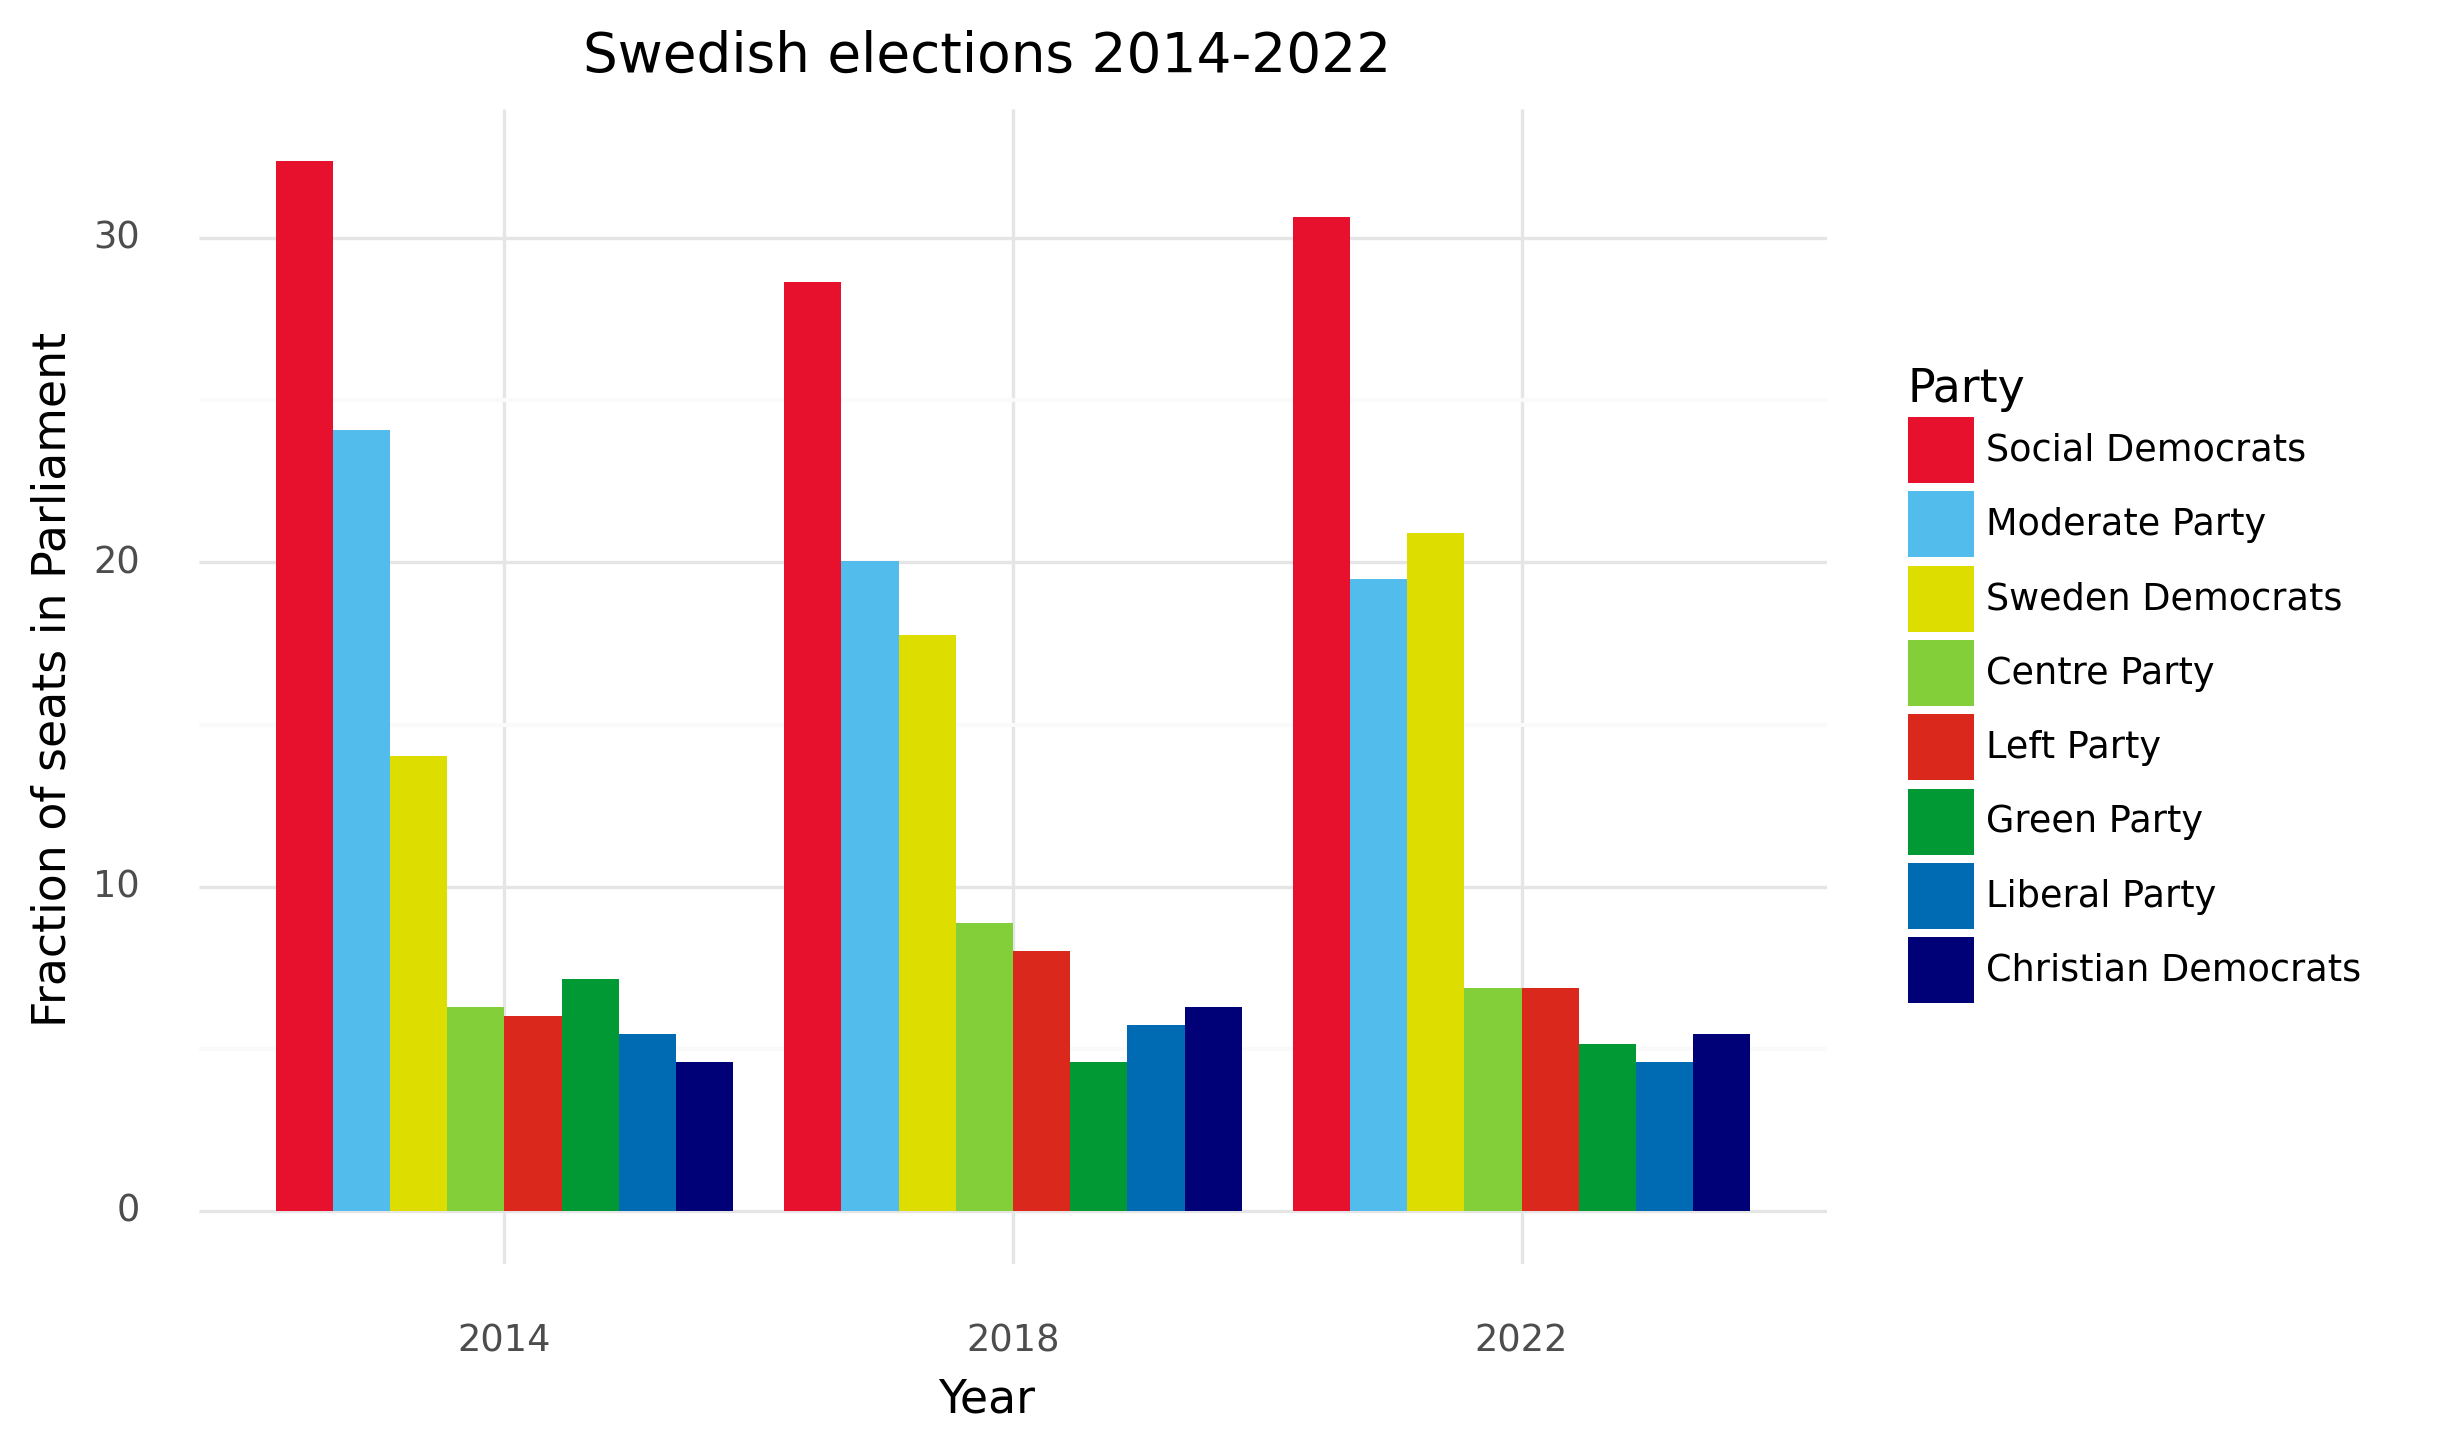 Swedish elections 2014-2022
Fraction of seats in Parliament
30
20
10
0
2014
2018
2022
Year
Party
Social Democrats
Moderate Party
Sweden Democrats
Centre Party
Left Party
Green Party
Liberal Party
Christian Democrats